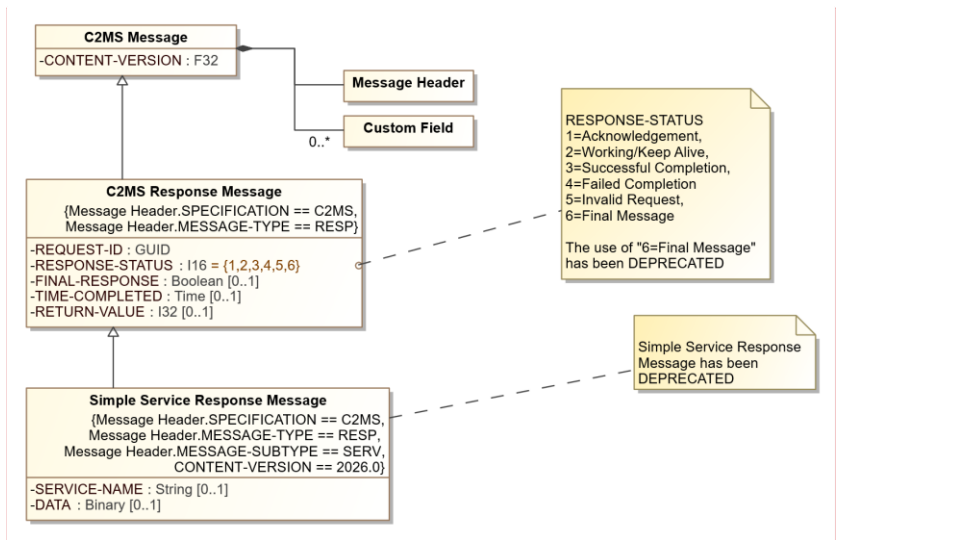 C2MS Message
-CONTENT-VERSION : F32
Message Header
Custom Field
0..*
RESPONSE-STATUS
1=Acknowledgement,
2=Working/Keep Alive,
3=Successful Completion,
4=Failed Completion
5=Invalid Request,
6=Final Message
The use of "6=Final Message"
has been DEPRECATED
C2MS Response Message
{Message Header.SPECIFICATION == C2MS,
Message Header.MESSAGE-TYPE == RESP}
-REQUEST-ID : GUID
-RESPONSE-STATUS : I16 = {1,2,3,4,5,6}
-FINAL-RESPONSE : Boolean [0..1]
-TIME-COMPLETED : Time [0..1]
-RETURN-VALUE : I32 [0..1]
Simple Service Response
Message has been
DEPRECATED
Simple Service Response Message
{Message Header.SPECIFICATION == C2MS,
Message Header.MESSAGE-TYPE == RESP,
Message Header.MESSAGE-SUBTYPE == SERV,
CONTENT-VERSION == 2026.0}
-SERVICE-NAME : String [0..1]
-DATA : Binary [0..1]